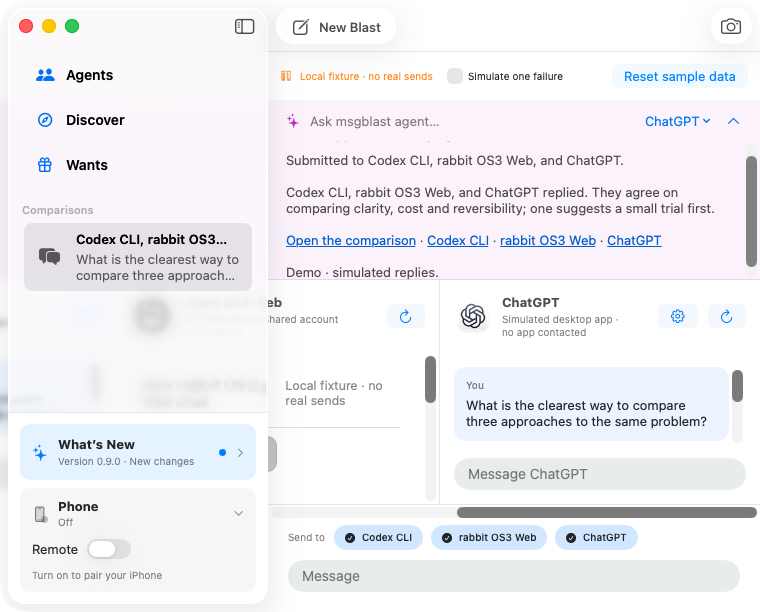 New Blast
Agents
Discover
Wants
Comparisons
Codex CLI, rabbit OS3...
What is the clearest way to
compare three approach...
What's New
Version 0.9.0 · New changes
Phone
Off
Remote
Turn on to pair your iPhone
Local fixture · no real sends
Simulate one failure
Reset sample data
Ask msgblast agent...
ChatGPT
Submitted to Codex CLI, rabbit OS3 Web, and ChatGPT.
Codex CLI, rabbit OS3 Web, and ChatGPT replied. They agree on
comparing clarity, cost and reversibility; one suggests a small trial first.
Open the comparison · Codex CLI · rabbit OS3 Web · ChatGPT
Demo · simulated replies.
hared account
Local fixture · no
real sends
ChatGPT
Simulated desktop app ·
no app contacted
You
What is the clearest way to compare
three approaches to the same problem?
Message ChatGPT
Send to
Codex CLI
rabbit OS3 Web
ChatGPT
Message